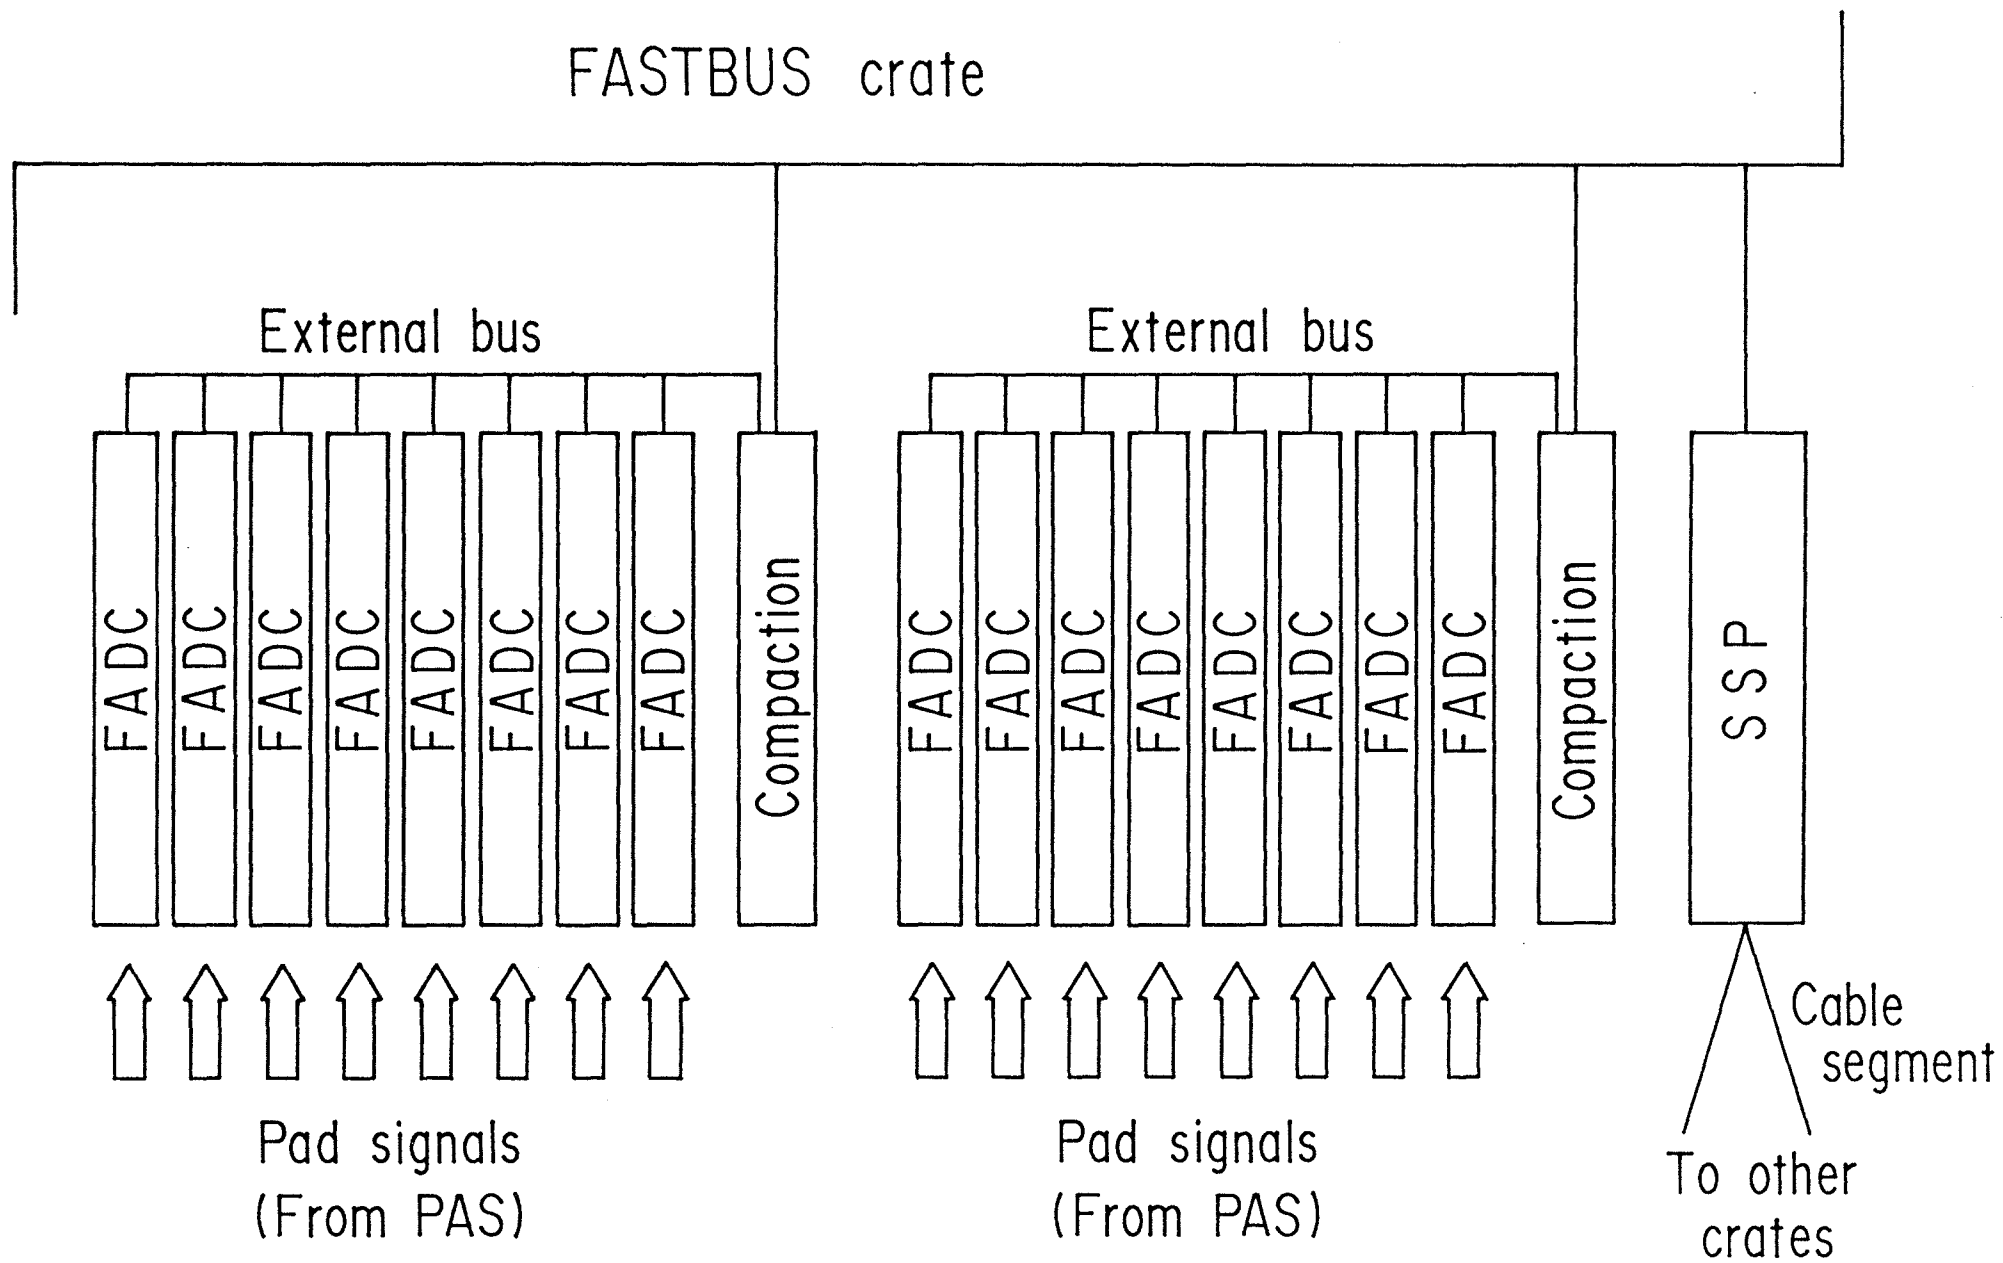 FASTBUS crate
External bus
External bus
FADC
FADC
FADC
FADC
FADC
FADC
FADC
FADC
Compaction
FADC
FADC
FADC
FADC
FADC
FADC
FADC
FADC
Compaction
SSP
Cable
segment
Pad signals
(From PAS)
Pad signals
(From PAS)
To other
crates